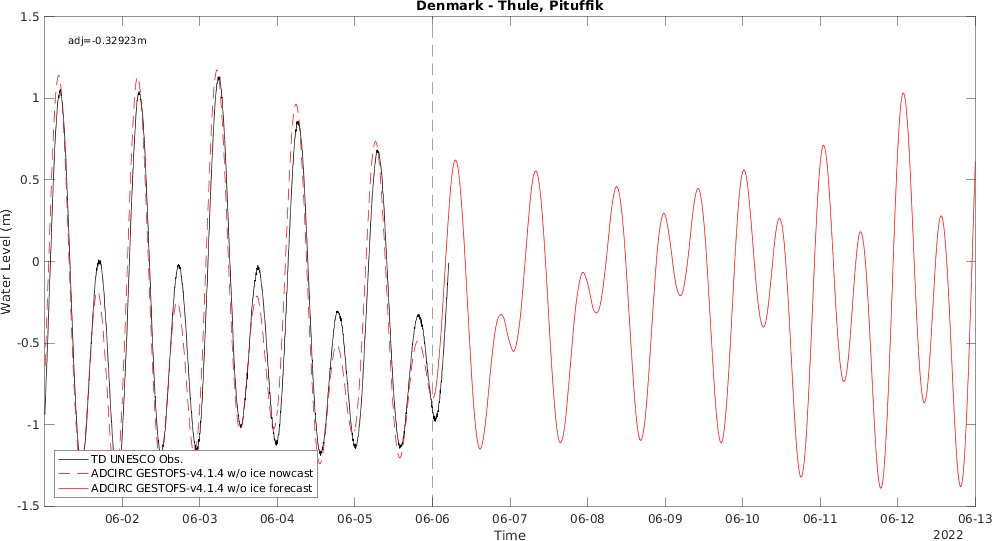 Denmark - Thule, Pituffik
adj=-0.32923m
1.5
1
0.5
0
-0.5
-1
-1.5
Water Level (m)
TD UNESCO Obs.
ADCIRC GESTOFS-v4.1.4 w/o ice nowcast
ADCIRC GESTOFS-v4.1.4 w/o ice forecast
06-02 06-03 06-04 06-05 06-06 06-07 06-08 06-09 06-10 06-11 06-12 06-13
Time
2022